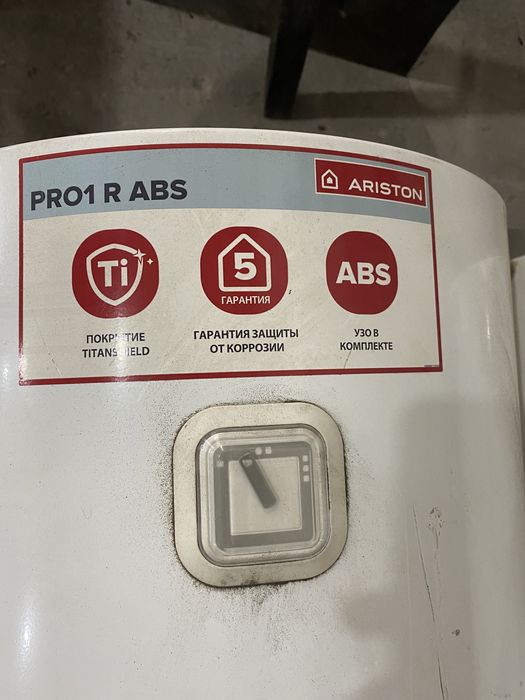 PRO1 R ABS
ARISTON
Ti
5
ГАРАНТИЯ
ABS
ПОКРЫТИЕ
TITANSHIELD
ГАРАНТИЯ ЗАЩИТЫ
ОТ КОРРОЗИИ
УЗО В
КОМПЛЕКТЕ